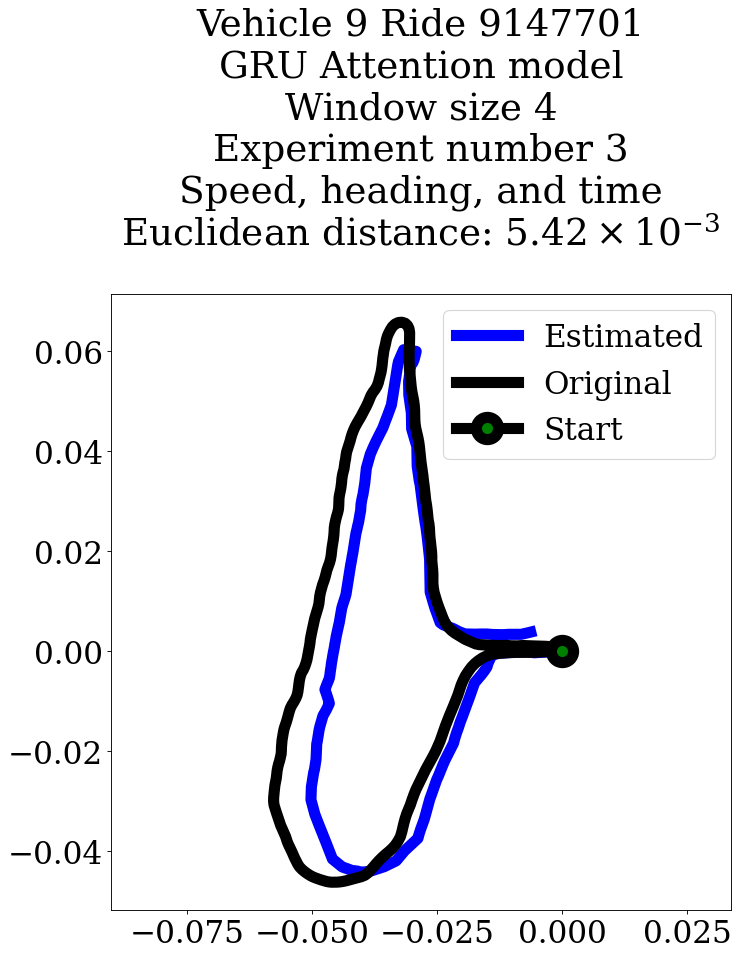 Vehicle 9 Ride 9147701
GRU Attention model
Window size 4
Experiment number 3
Speed, heading, and time
Euclidean distance: 5.42 × 10⁻³
Estimated
Original
Start
0.06
0.04
0.02
0.00
−0.02
−0.04
−0.075 −0.050 −0.025 0.000 0.025